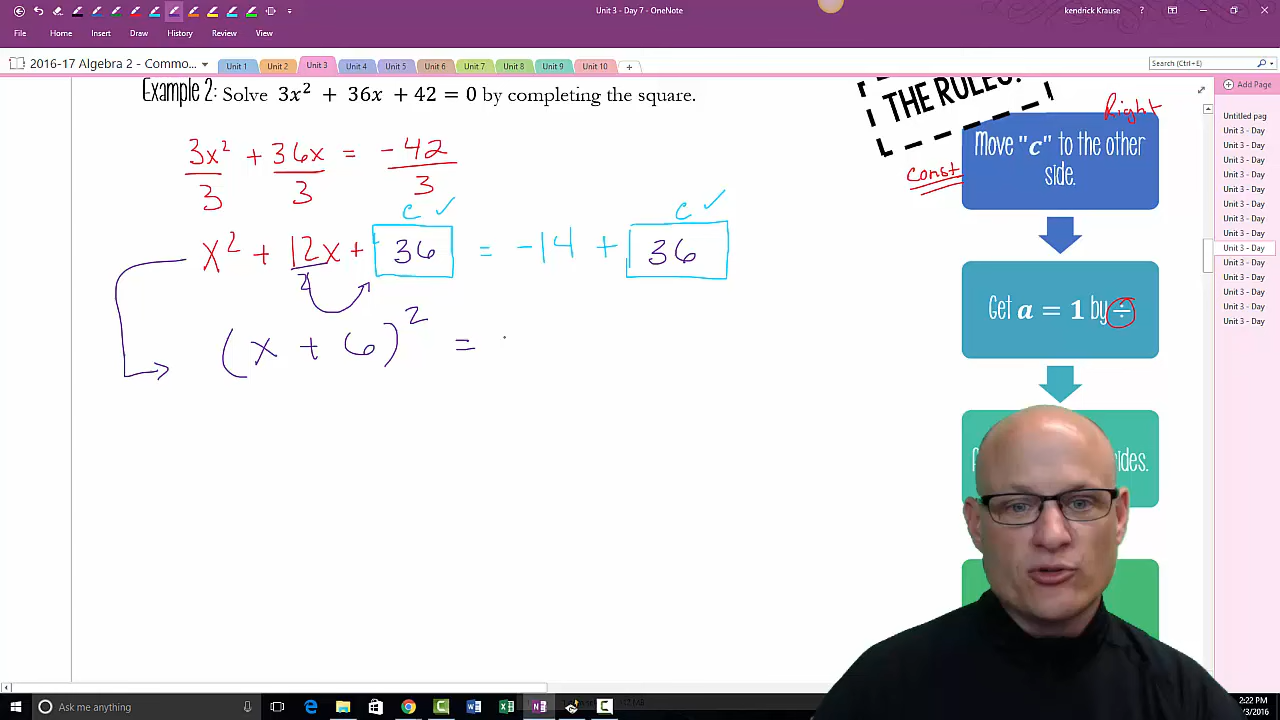 Unit 3 - Day 7 - OneNote
kendrick Krause
?
File Home Insert Draw History Review View
2016-17 Algebra 2 - Commo...
Unit 1 Unit 2 Unit 3 Unit 4 Unit 5 Unit 6 Unit 7 Unit 8 Unit 9 Unit 10 +
Search (Ctrl+E)
Example 2: Solve 3x² + 36x + 42 = 0 by completing the square.
3x²/3 + 36x/3 = -42/3
c ✓ c ✓
x² + 12x + 36 = -14 + 36
2
(x + 6)² =
THE RULES!
Right
Move "c" to the other
side.
const
Get a = 1 by ÷
ides.
Add Page
Untitled pag
Unit 3 - Day
Unit 3 - Day
Unit 3 - Day
Unit 3 - Day
Unit 3 - Day
Unit 3 - Day
Unit 3 - Day
Unit 3 - Day
Unit 3 - Day
Unit 3 - Day
Unit 3 - Day
Unit 3 - Day
Unit 3 - Day
Unit 3 - Day
Ask me anything
2:22 PM
/3/2016